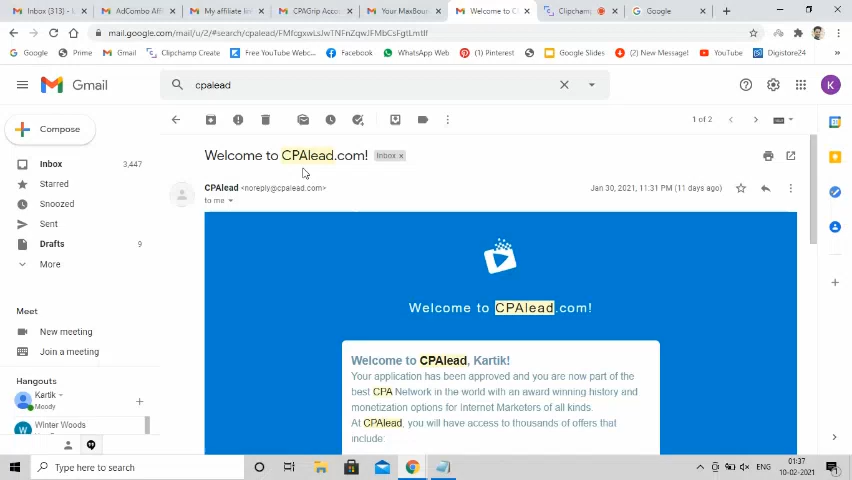 Inbox (313) - 
AdCombo Affi
My affiliate lin
CPAGrip Acco
Your MaxBoun
Welcome to C
Clipchamp
Google
mail.google.com/mail/u/2/#search/cpalead/FMfcgxwLsJwFntZnZqwJFMbCsFgtLmtlf
Google
Prime
Gmail
Clipchamp Create
Free YouTube Web...
Facebook
WhatsApp Web
(1) Pinterest
Google Slides
(2) New Message!
YouTube
Digistore24
Gmail
cpalead
K
Compose
1 of 2
Inbox 3,447
Starred
Snoozed
Sent
Drafts 9
More
Meet
New meeting
Join a meeting
Hangouts
Kartik
Moody
Winter Woods
Welcome to CPAlead.com! Inbox x
CPAlead <noreply@cpalead.com>
Jan 30, 2021, 11:31 PM (11 days ago)
to me
Welcome to CPAlead.com!
Welcome to CPAlead, Kartik!
Your application has been approved and you are now part of the
best CPA Network in the world with an award winning history and
monetization options for Internet Marketers of all kinds.
At CPAlead, you will have access to thousands of offers that
include:
Type here to search
ENG
01:37
10-02-2021